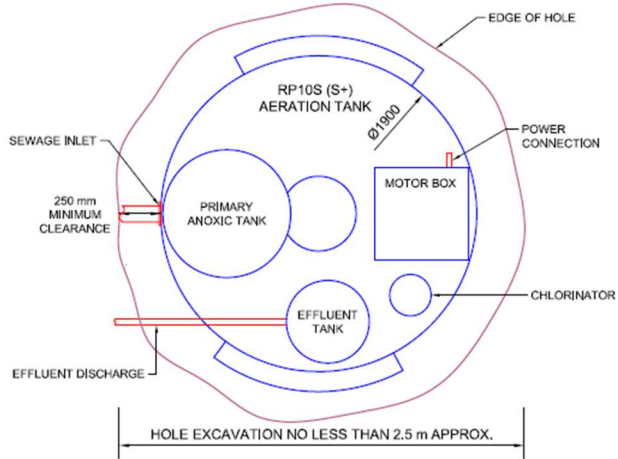 EDGE OF HOLE
RP10S (S+)
AERATION TANK
Ø1900
SEWAGE INLET
POWER
CONNECTION
MOTOR BOX
250 mm
MINIMUM
CLEARANCE
PRIMARY
ANOXIC TANK
CHLORINATOR
EFFLUENT
TANK
EFFLUENT DISCHARGE
HOLE EXCAVATION NO LESS THAN 2.5 m APPROX.